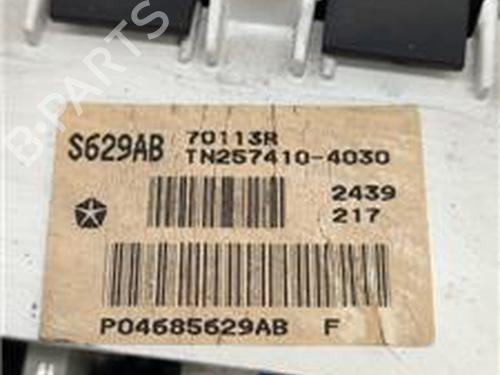 B-PARTS
S629AB
70113R
TN257410-4030
2439
217
P04685629AB F